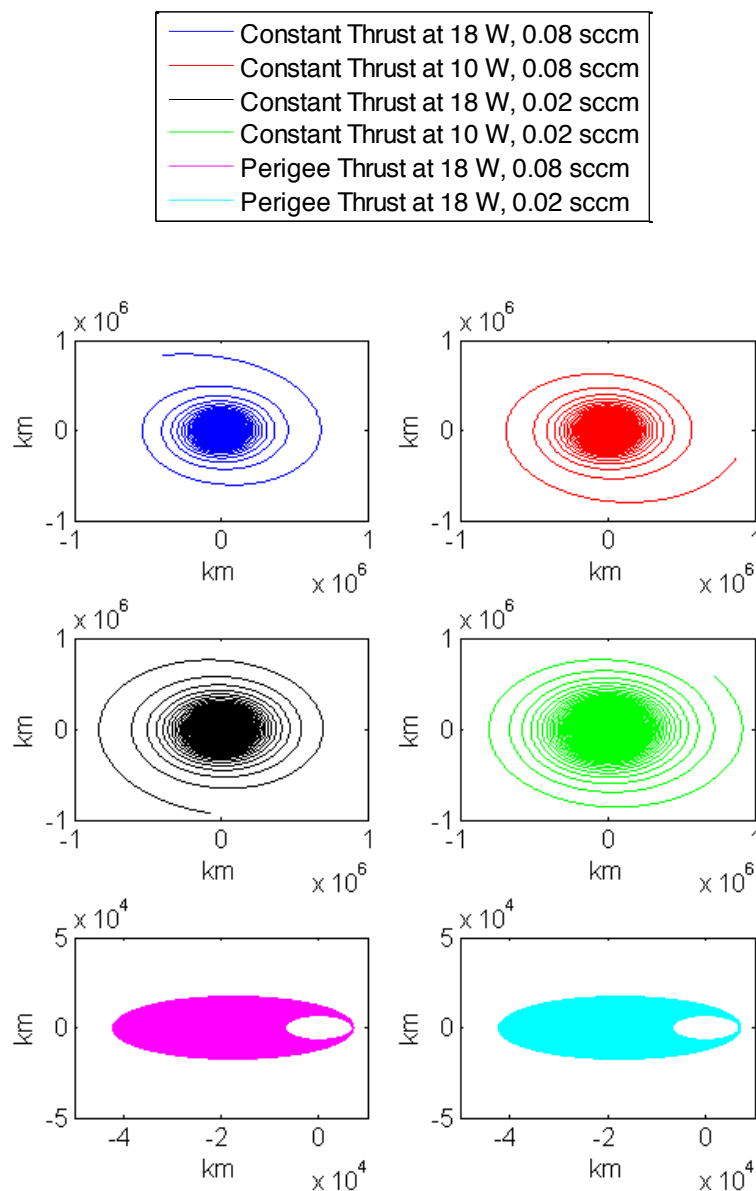 Constant Thrust at 18 W, 0.08 sccm
Constant Thrust at 10 W, 0.08 sccm
Constant Thrust at 18 W, 0.02 sccm
Constant Thrust at 10 W, 0.02 sccm
Perigee Thrust at 18 W, 0.08 sccm
Perigee Thrust at 18 W, 0.02 sccm
x 10^6
1
0
-1
km
-1 0 1
km
x 10^6
x 10^6
1
0
-1
km
-1 0 1
km
x 10^6
x 10^6
1
0
-1
km
-1 0 1
km
x 10^6
x 10^6
1
0
-1
km
-1 0 1
km
x 10^6
x 10^4
5
0
-5
km
-4 -2 0
km
x 10^4
x 10^4
5
0
-5
km
-4 -2 0
km
x 10^4